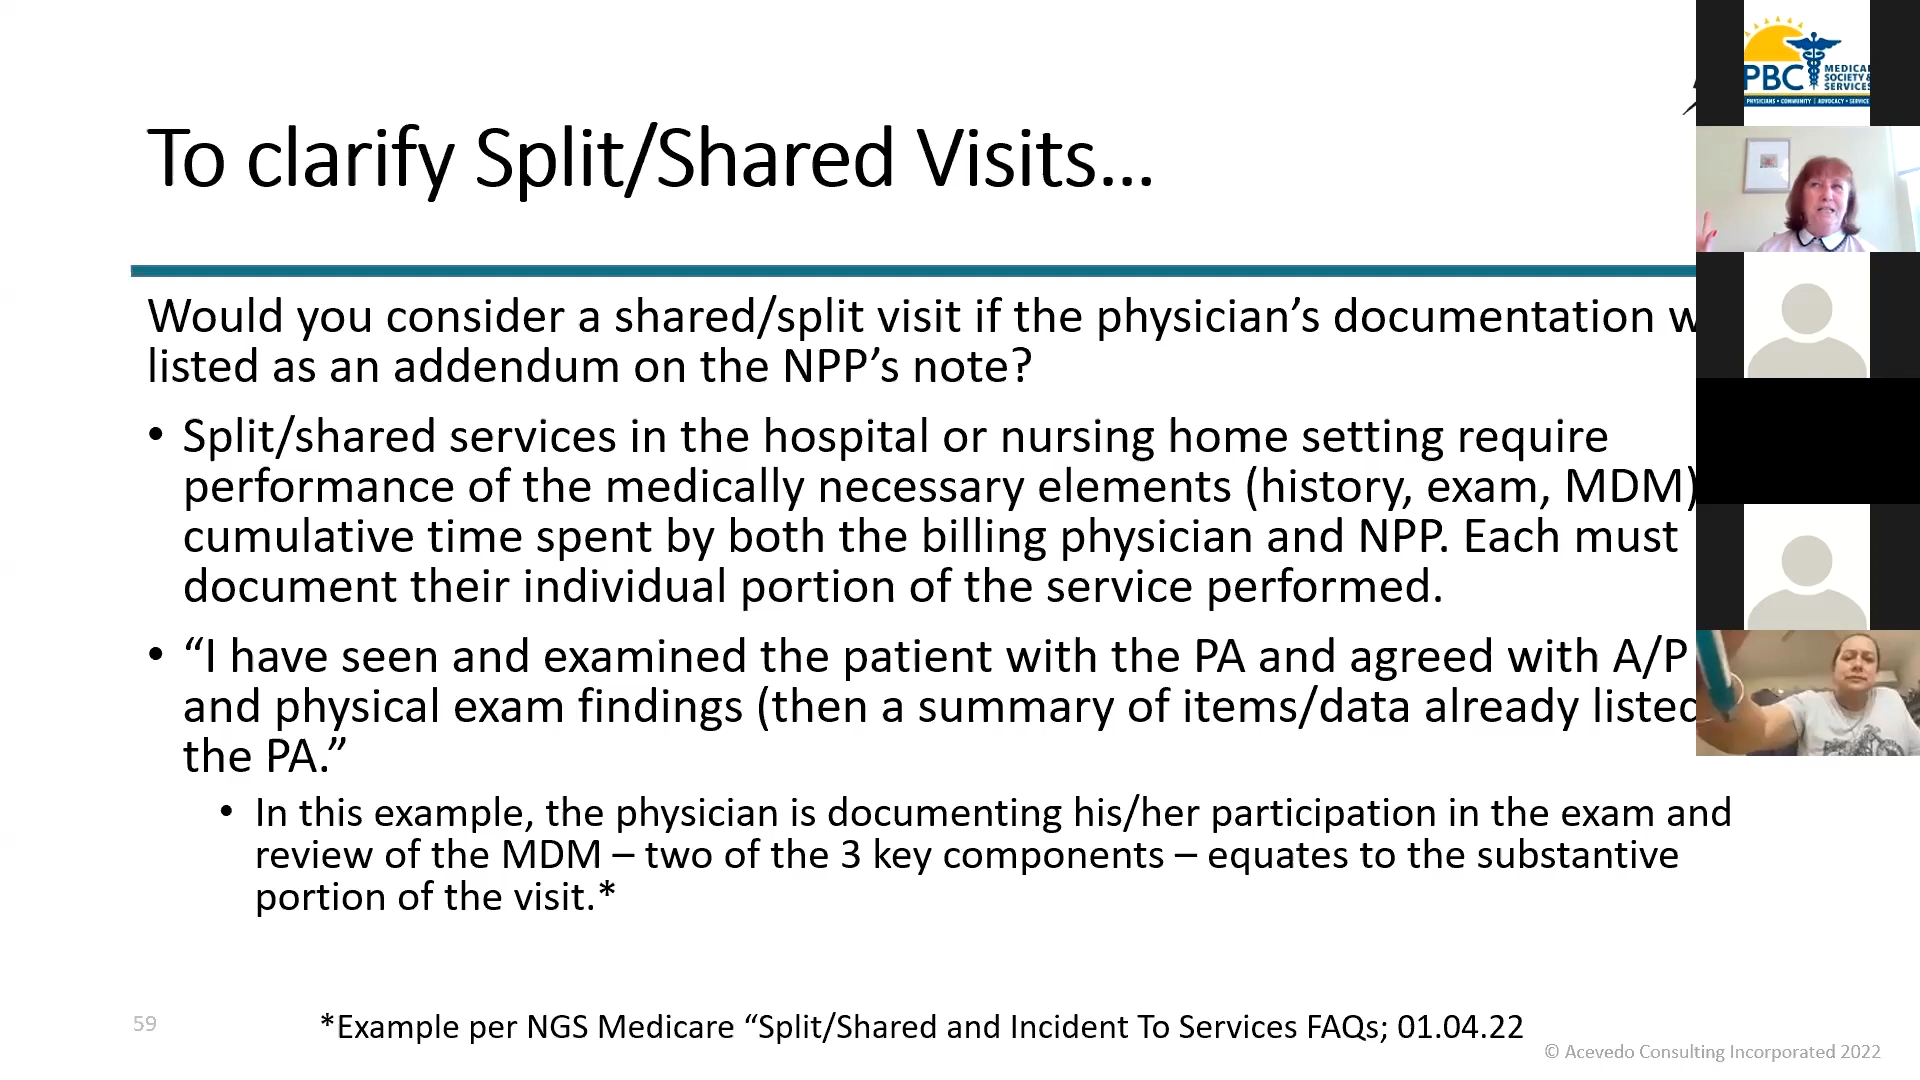 To clarify Split/Shared Visits...
PBC
MEDICAL
SOCIETY &
SERVICES
PHYSICIANS • COMMUNITY | ADVOCACY • SERVICE
Would you consider a shared/split visit if the physician’s documentation
listed as an addendum on the NPP’s note?
• Split/shared services in the hospital or nursing home setting require
performance of the medically necessary elements (history, exam, MDM)
cumulative time spent by both the billing physician and NPP. Each must
document their individual portion of the service performed.
• “I have seen and examined the patient with the PA and agreed with A/P
and physical exam findings (then a summary of items/data already listed
the PA.”
• In this example, the physician is documenting his/her participation in the exam and
review of the MDM – two of the 3 key components – equates to the substantive
portion of the visit.*
59
*Example per NGS Medicare “Split/Shared and Incident To Services FAQs; 01.04.22
© Acevedo Consulting Incorporated 2022